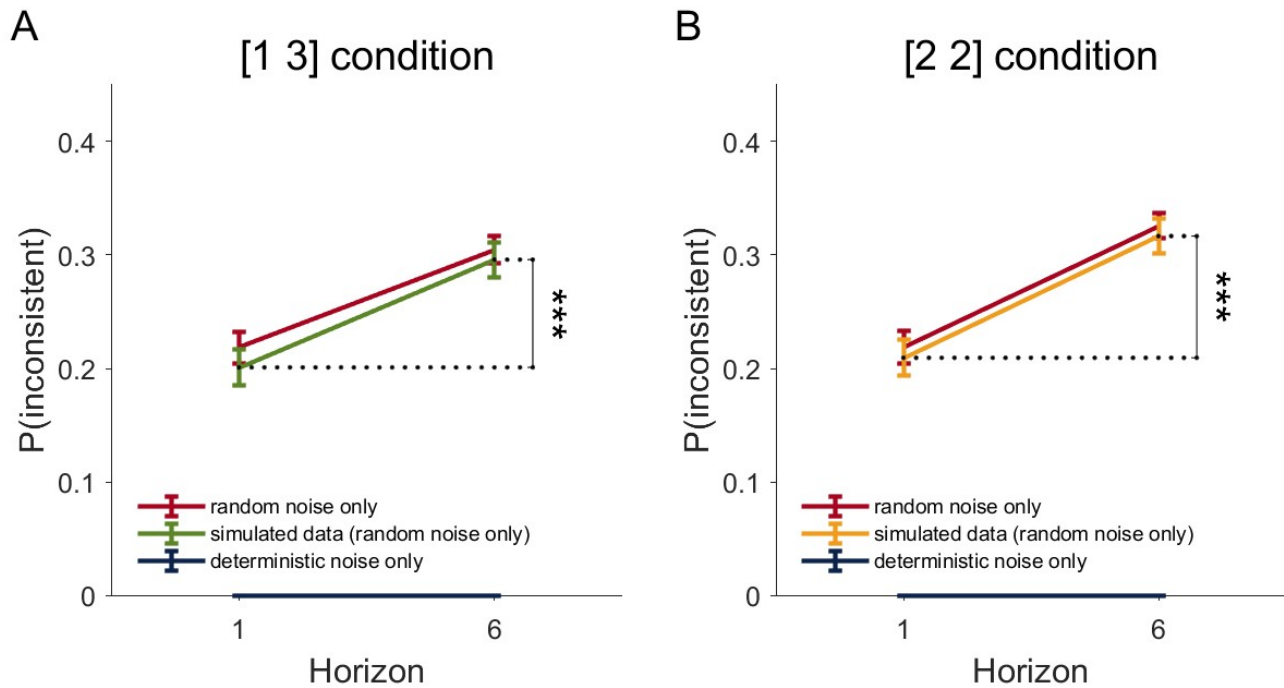 A
[1 3] condition
0.4
0.3
0.2
0.1
0
P(inconsistent)
***
random noise only
simulated data (random noise only)
deterministic noise only
1 6
Horizon
B
[2 2] condition
0.4
0.3
0.2
0.1
0
P(inconsistent)
***
random noise only
simulated data (random noise only)
deterministic noise only
1 6
Horizon